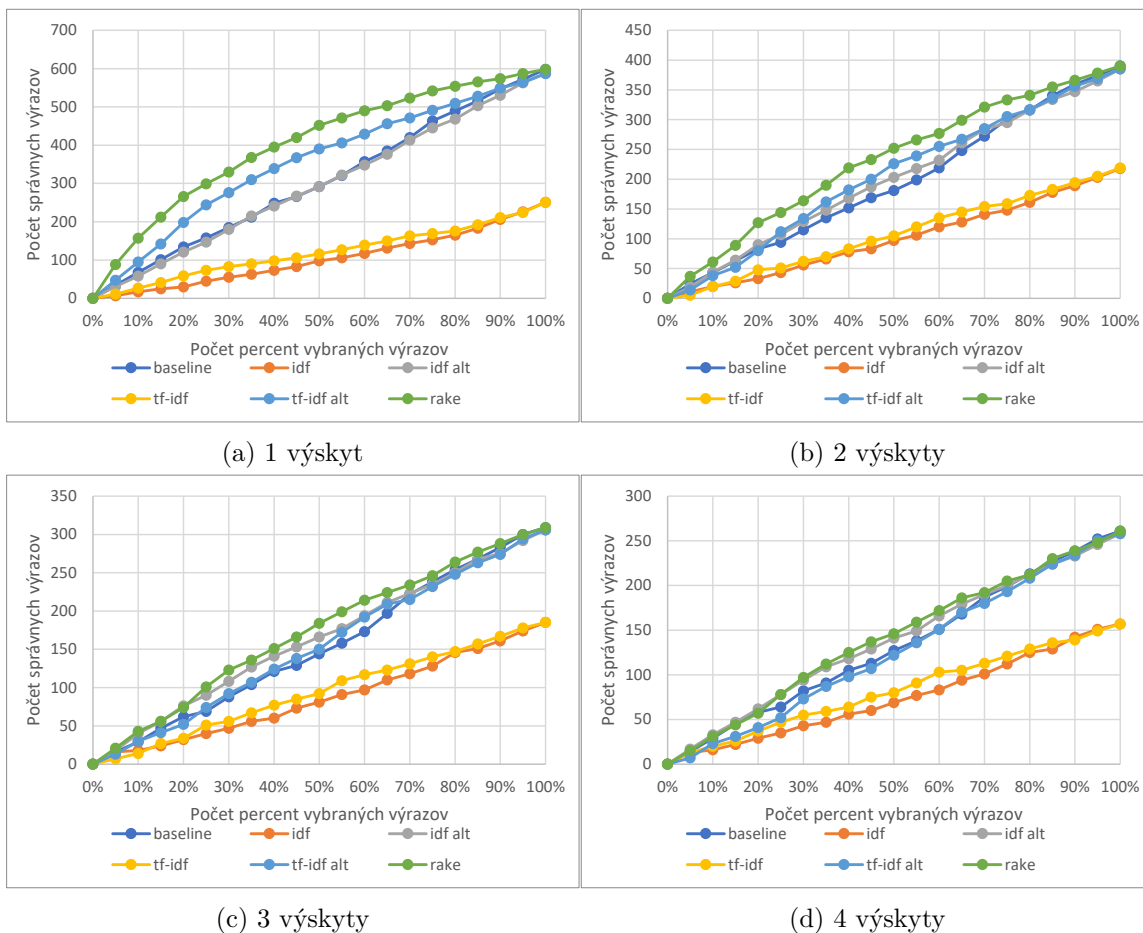 700
600
500
400
300
200
100
0
Počet správnych výrazov
0% 10% 20% 30% 40% 50% 60% 70% 80% 90% 100%
Počet percent vybraných výrazov
baseline idf idf alt
tf-idf tf-idf alt rake
(a) 1 výskyt
450
400
350
300
250
200
150
100
50
0
Počet správnych výrazov
0% 10% 20% 30% 40% 50% 60% 70% 80% 90% 100%
Počet percent vybraných výrazov
baseline idf idf alt
tf-idf tf-idf alt rake
(b) 2 výskyty
350
300
250
200
150
100
50
0
Počet správnych výrazov
0% 10% 20% 30% 40% 50% 60% 70% 80% 90% 100%
Počet percent vybraných výrazov
baseline idf idf alt
tf-idf tf-idf alt rake
(c) 3 výskyty
300
250
200
150
100
50
0
Počet správnych výrazov
0% 10% 20% 30% 40% 50% 60% 70% 80% 90% 100%
Počet percent vybraných výrazov
baseline idf idf alt
tf-idf tf-idf alt rake
(d) 4 výskyty